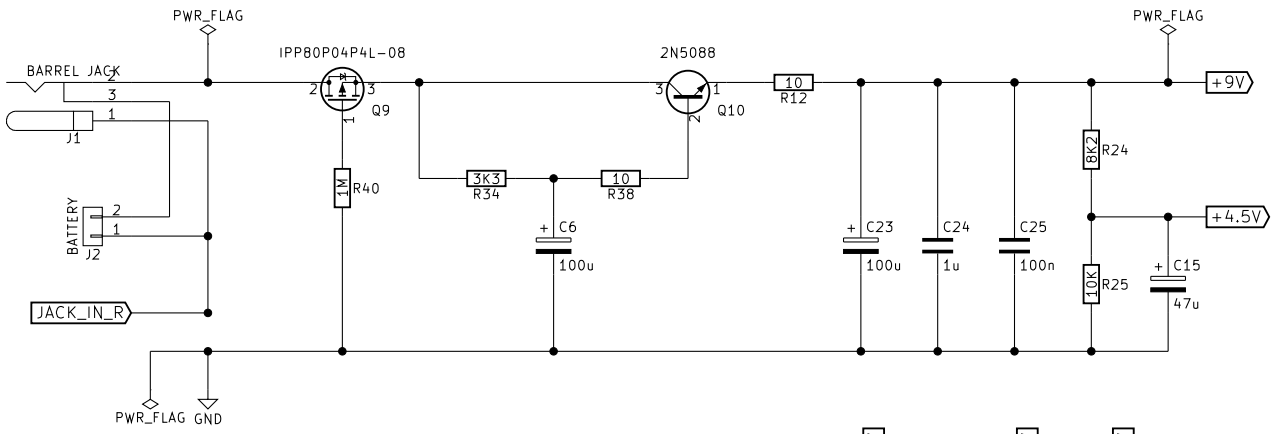 PWR_FLAG
PWR_FLAG
IPP80P04P4L-08
2N5088
BARREL JACK
2
3
1
J1
2
3
Q9
1
3
1
Q10
2
10
R12
+9V
1M
R40
3K3
R34
10
R38
8K2
R24
BATTERY
2
1
J2
+
C6
100u
+
C23
100u
C24
1u
C25
100n
+4.5V
10K
R25
+
C15
47u
JACK_IN_R
PWR_FLAG
GND